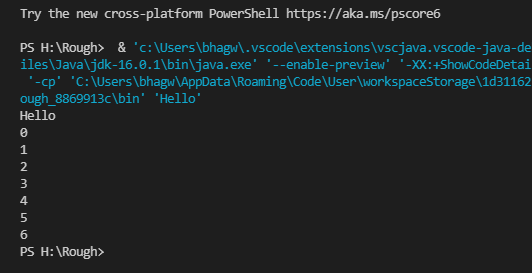 Try the new cross-platform PowerShell https://aka.ms/pscore6
PS H:\Rough>  & 'c:\Users\bhagw\.vscode\extensions\vscjava.vscode-java-de
iles\Java\jdk-16.0.1\bin\java.exe' '--enable-preview' '-XX:+ShowCodeDetai
'-cp' 'C:\Users\bhagw\AppData\Roaming\Code\User\workspaceStorage\1d31162
ough_8869913c\bin' 'Hello'
Hello
0
1
2
3
4
5
6
PS H:\Rough>